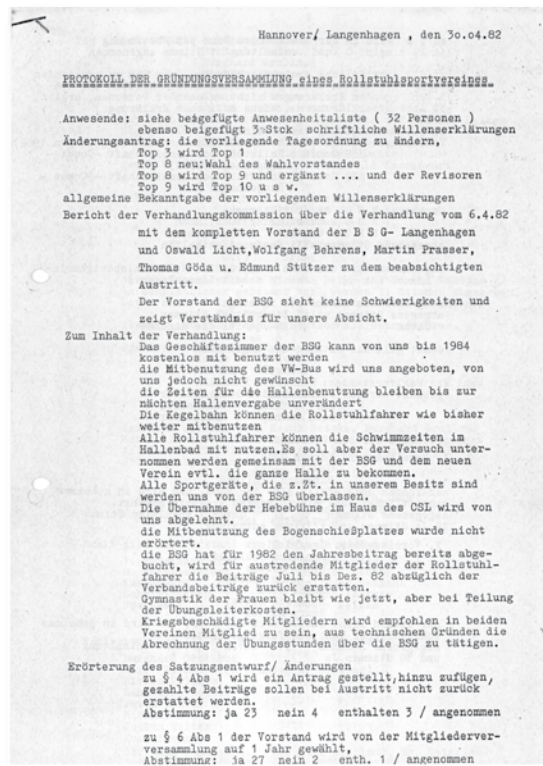 Hannover/ Langenhagen , den 3o.o4.82
PROTOKOLL DER GRÜNDUNGSVERSAMMLUNG eines Rollstuhlsportvereines
Anwesende: siehe beigefügte Anwesenheitsliste ( 32 Personen )
ebenso beigefügt 3 Stck schriftliche Willenserklärungen
Änderungsantrag: die vorliegende Tagesordnung zu Ändern,
Top 3 wird Top 1
Top 8 neu:Wahl des Wahlvorstandes
Top 8 wird Top 9 und ergänzt .... und der Revisoren
Top 9 wird Top 10 u s w.
allgemeine Bekanntgabe der vorliegenden Willenserklärungen
Bericht der Verhandlungskommission über die Verhandlung vom 6.4.82
mit dem kompletten Vorstand der B S G- Langenhagen
und Oswald Licht,Wolfgang Behrens, Martin Prasser,
Thomas Göda u. Edmund Stützer zu dem beabsichtigten
Austritt.
Der Vorstand der BSG sieht keine Schwierigkeiten und
zeigt Verständnis für unsere Absicht.
Zum Inhalt der Verhandlung:
Das Geschäftszimmer der BSG kann von uns bis 1984
kostenlos mit benutzt werden
die Mitbenutzung des VW-Bus wird uns angeboten, von
uns jedoch nicht gewünscht
die Zeiten für die Hallenbenutzung bleiben bis zur
nächten Hallenvergabe unverändert
Die Kegelbahn können die Rollstuhlfahrer wie bisher
weiter mitbenutzen
Alle Rollstuhlfahrer können die Schwimmzeiten im
Hallenbad mit nutzen.Es soll aber der Versuch unter-
nommen werden gemeinsam mit der BSG und dem neuen
Verein evtl. die ganze Halle zu bekommen.
Alle Sportgeräte, die z.Zt. in unserem Besitz sind
werden uns von der BSG überlassen.
Die Übernahme der Hebebühne im Haus des CSL wird von
uns abgelehnt.
die Mitbenutzung des Bogenschießplatzes wurde nicht
erörtert.
die BSG hat für 1982 den Jahresbeitrag bereits abge-
bucht, wird für austredende Mitglieder der Rollstuhl-
fahrer die Beiträge Juli bis Dez. 82 abzüglich der
Verbandsbeiträge zurück erstatten.
Gymnastik der Frauen bleibt wie jetzt, aber bei Teilung
der Übungsleiterkosten.
Kriegsbeschädigte Mitgliedern wird empfohlen in beiden
Vereinen Mitglied zu sein, aus technischen Gründen die
Abrechnung der Übungsstunden über die BSG zu tätigen.
Erörterung des Satzungsentwurf/ Änderungen
zu § 4 Abs 1 wird ein Antrag gestellt,hinzu zufügen,
gezahlte Beiträge sollen bei Austritt nicht zurück
erstattet werden.
Abstimmung: ja 23 nein 4 enthalten 3 / angenommen
zu § 6 Abs 1 der Vorstand wird von der Mitgliederver-
versammlung auf 1 Jahr gewählt,
Abstimmung: ja 27 nein 2 enth. 1 / angenommen